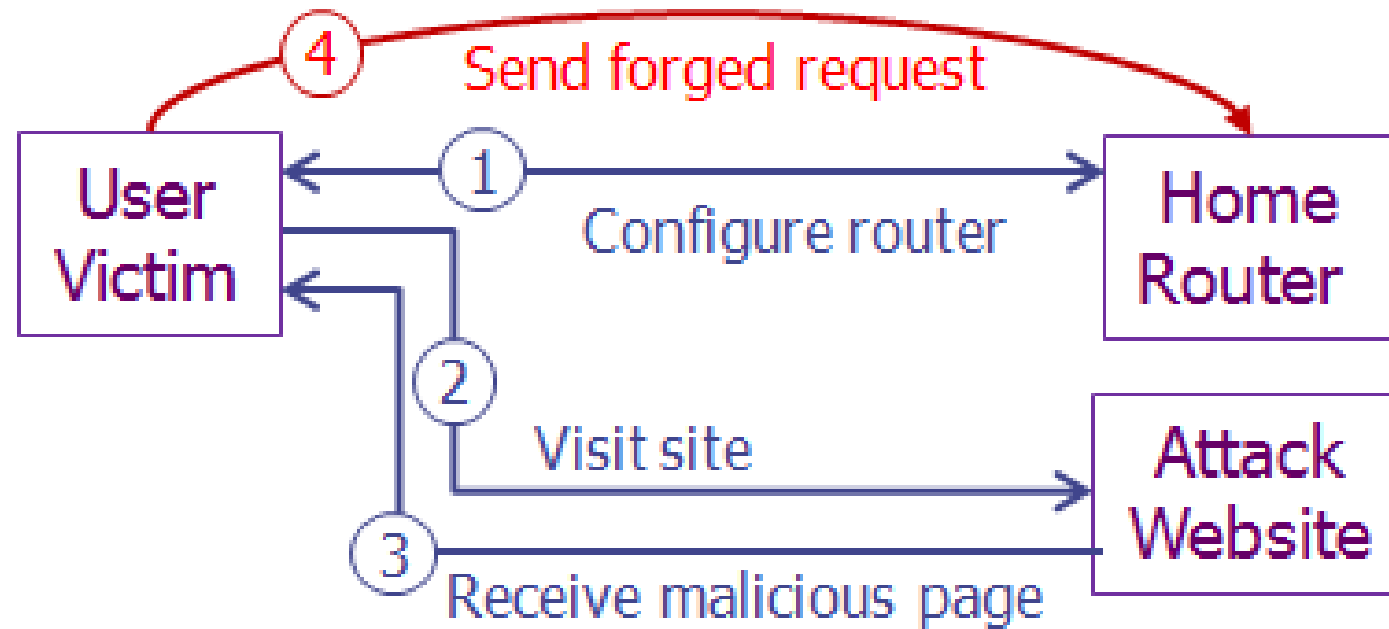 4
Send forged request
User
Victim
1
Configure router
Home
Router
2
Visit site
Attack
Website
3
Receive malicious page